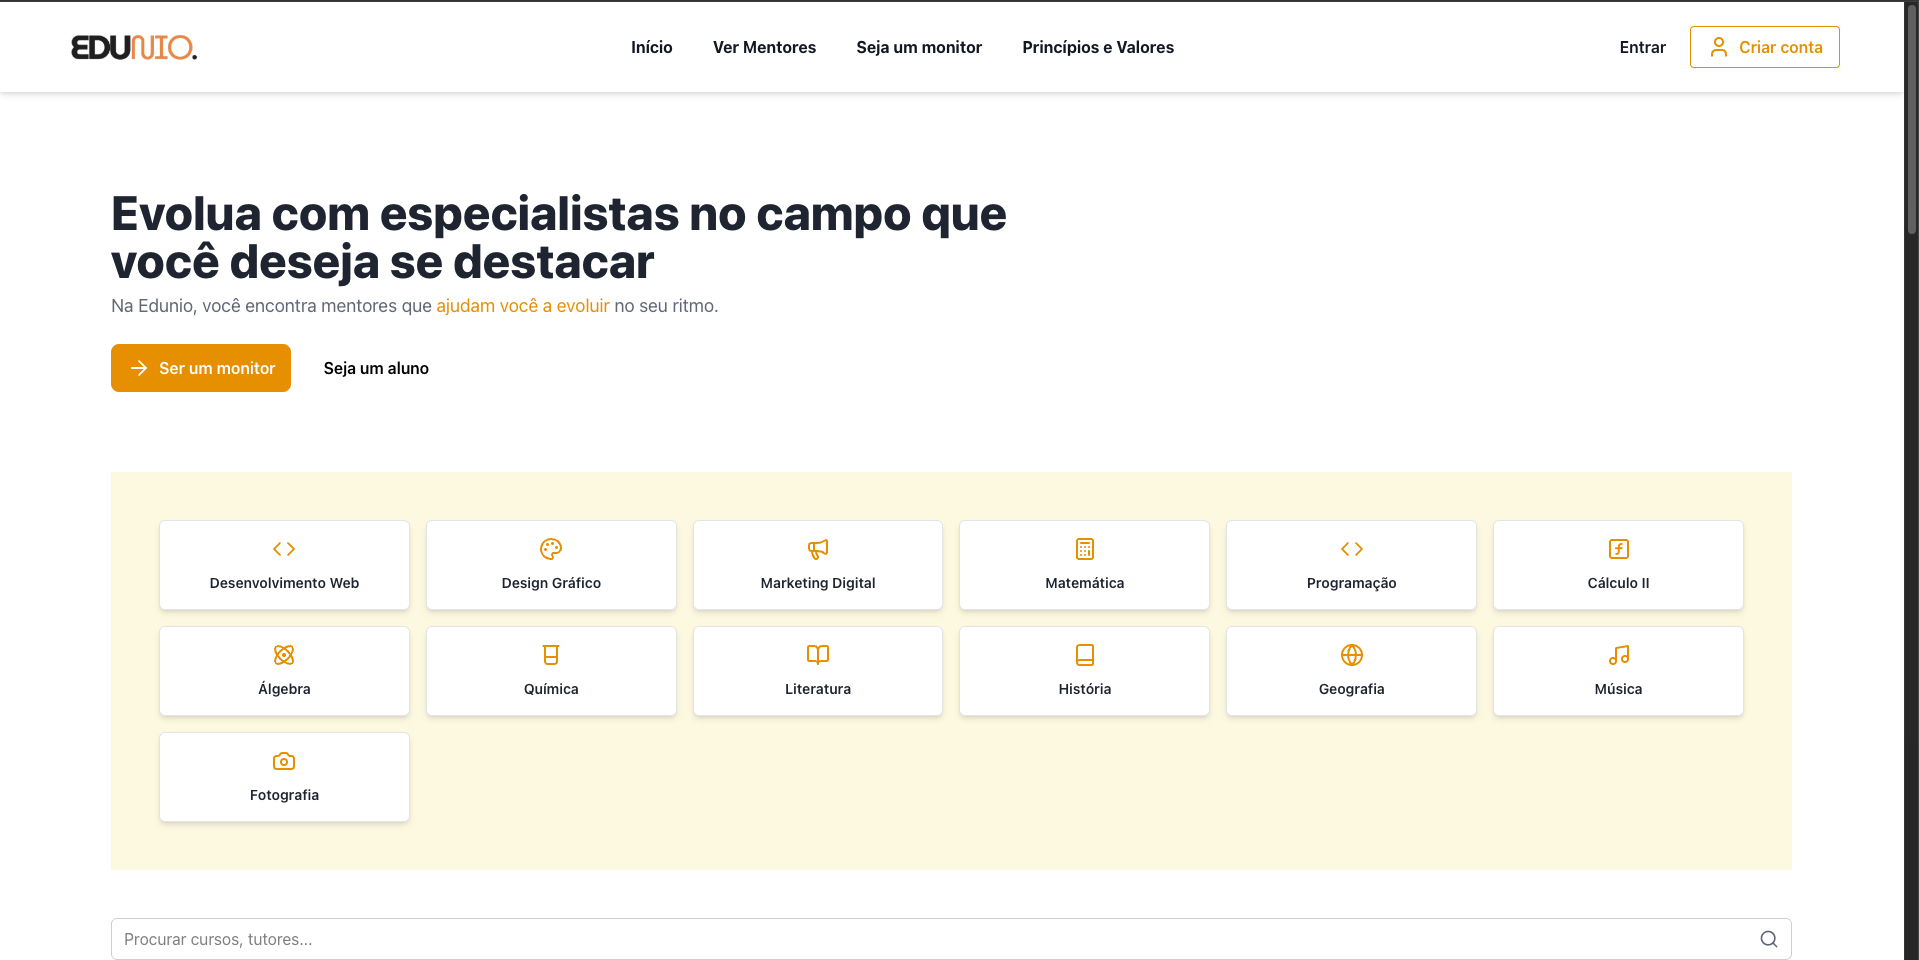 EDUNIO.
Início
Ver Mentores
Seja um monitor
Princípios e Valores
Entrar
Criar conta
Evolua com especialistas no campo que
você deseja se destacar
Na Edunio, você encontra mentores que ajudam você a evoluir no seu ritmo.
Ser um monitor
Seja um aluno
Desenvolvimento Web
Design Gráfico
Marketing Digital
Matemática
Programação
Cálculo II
Álgebra
Química
Literatura
História
Geografia
Música
Fotografia
Procurar cursos, tutores...